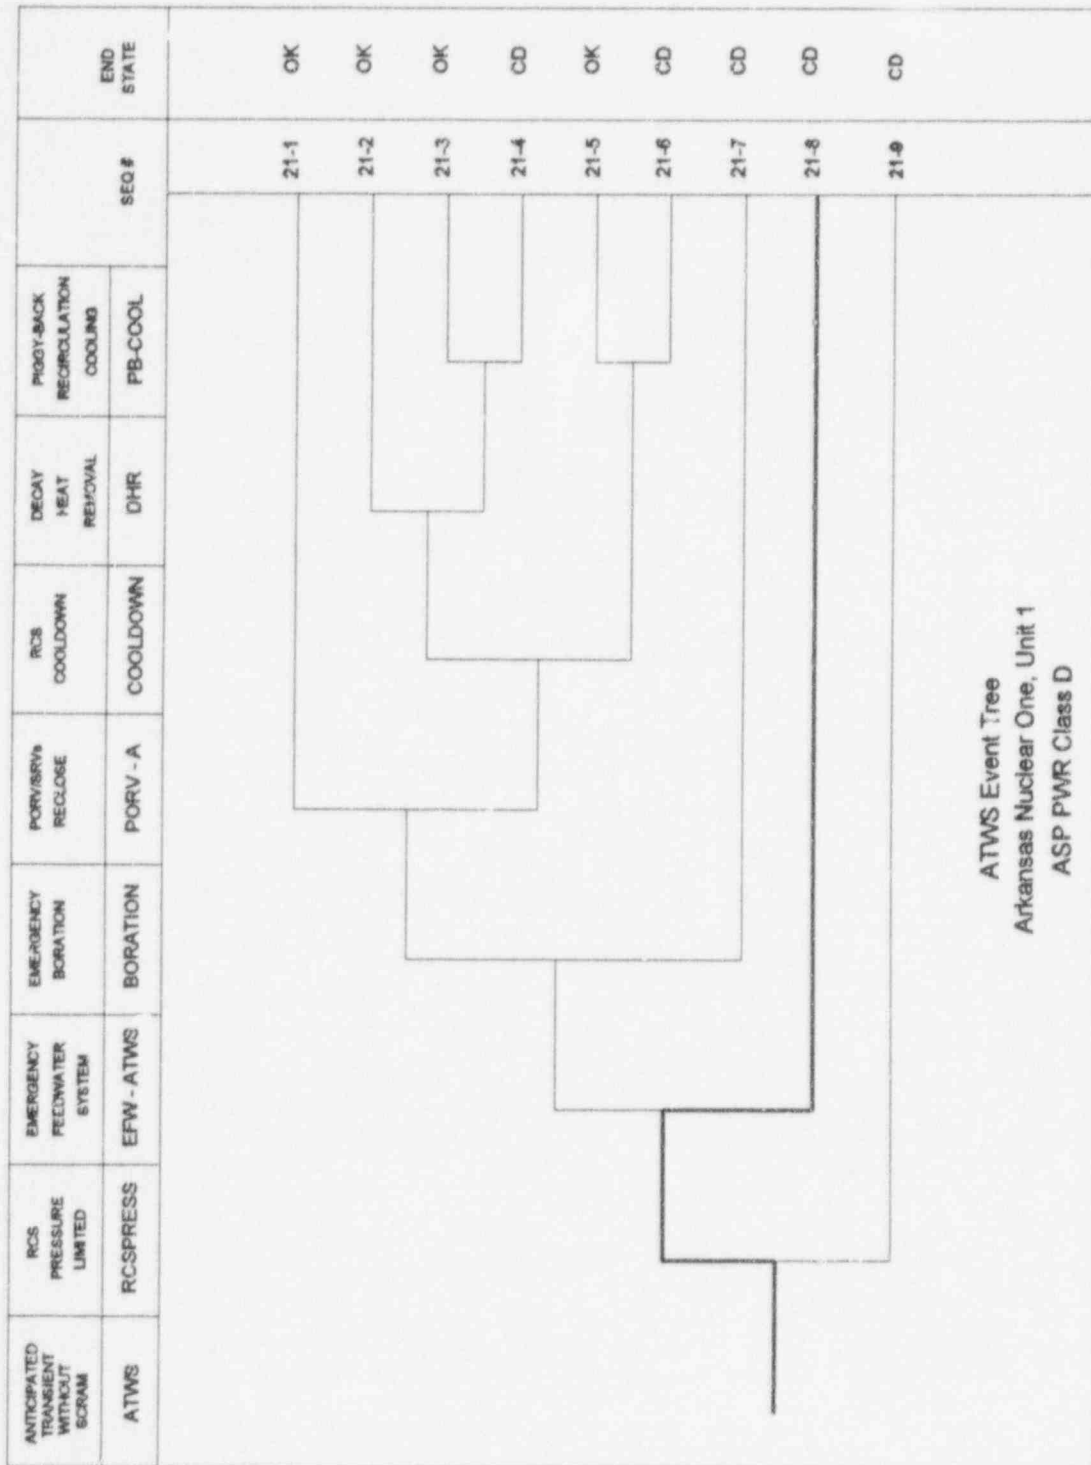 ANTICIPATED
TRANSIENT
WITHOUT
SCRAM
RCS
PRESSURE
LIMITED
EMERGENCY
FEEDWATER
SYSTEM
EMERGENCY
BORATION
PORV/SRVs
RECLOSE
RCS
COOLDOWN
DECAY
HEAT
REMOVAL
PIGGY-BACK
RECIRCULATION
COOLING
SEQ #
END
STATE
ATWS
RCSPRESS
EFW - ATWS
BORATION
PORV - A
COOLDOWN
DHR
PB-COOL
21-1 OK
21-2 OK
21-3 OK
21-4 CD
21-5 OK
21-6 CD
21-7 CD
21-8 CD
21-9 CD
ATWS Event Tree
Arkansas Nuclear One, Unit 1
ASP PWR Class D